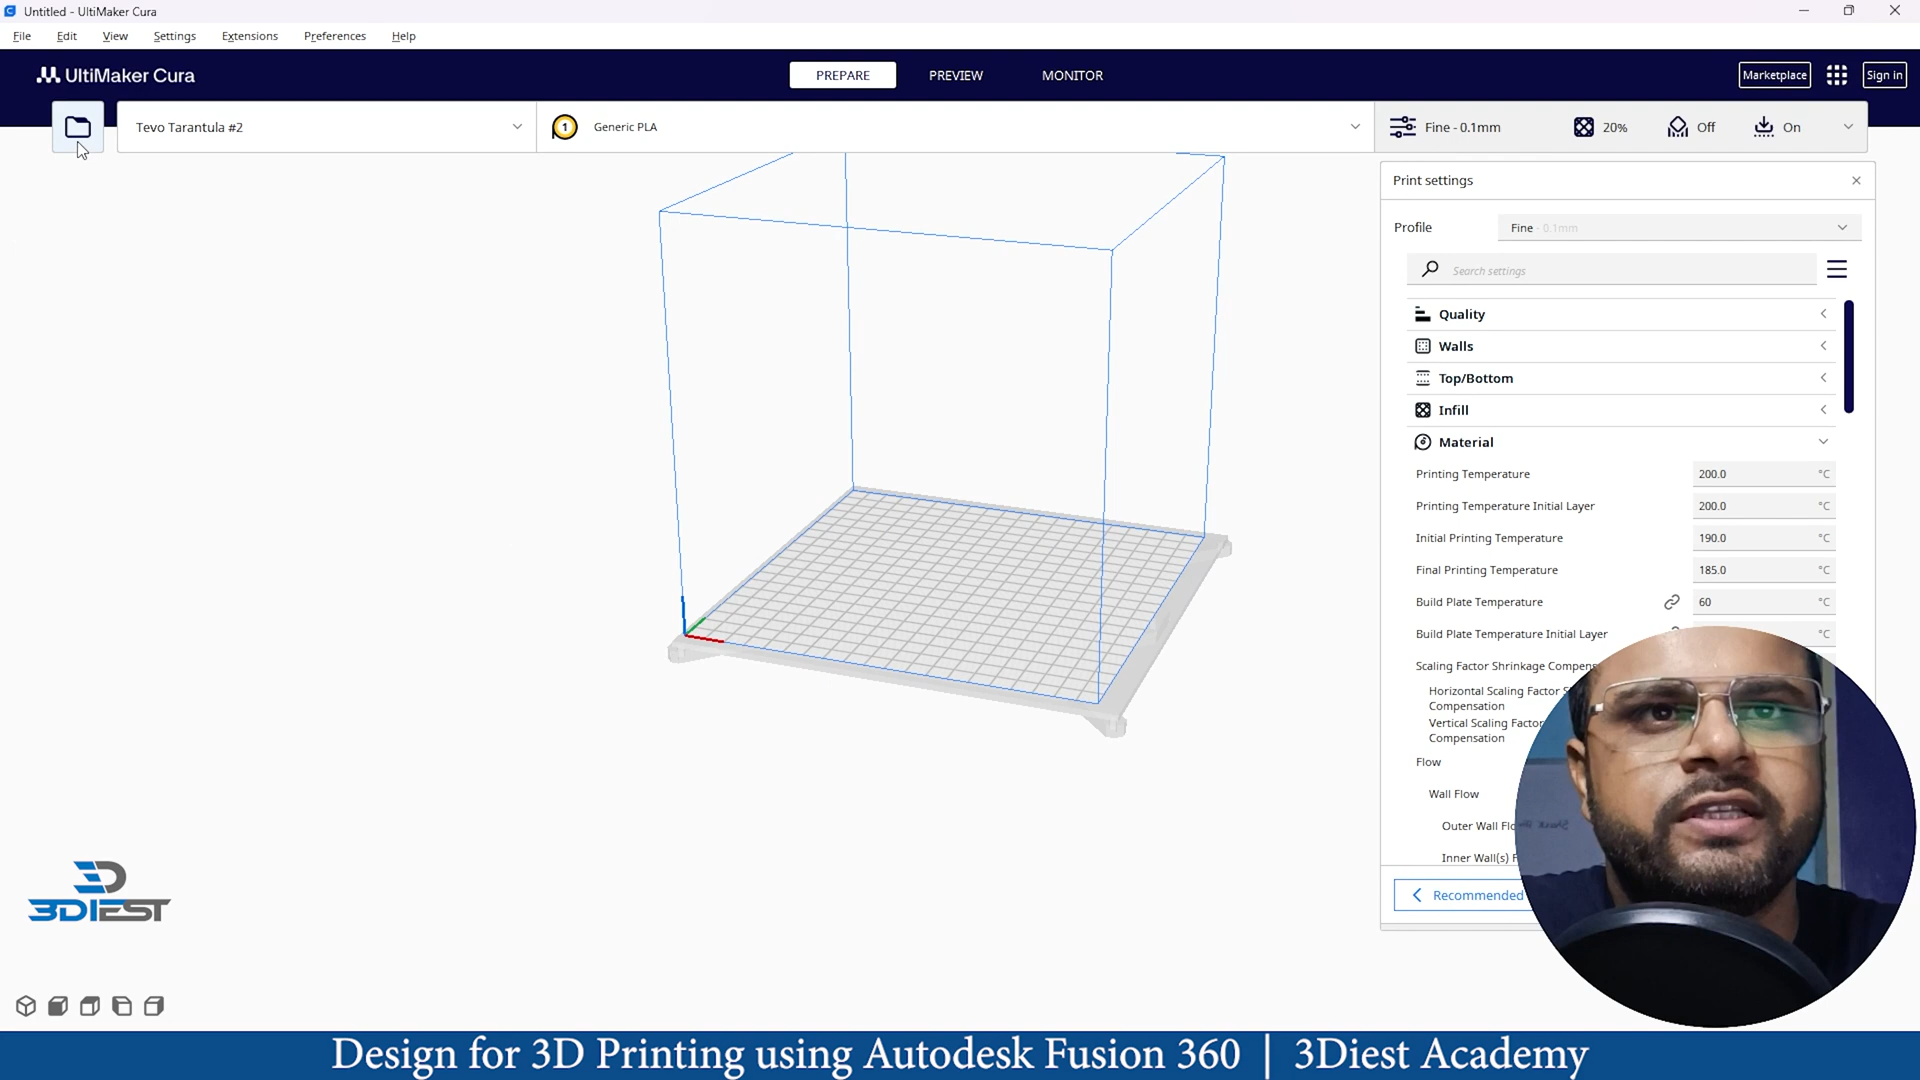 Untitled - UltiMaker Cura
File Edit View Settings Extensions Preferences Help
UltiMaker Cura
PREPARE
PREVIEW
MONITOR
Marketplace
Sign in
Tevo Tarantula #2
1
Generic PLA
Fine - 0.1mm
20%
Off
On
Print settings
Profile
Fine - 0.1mm
Search settings
Quality
Walls
Top/Bottom
Infill
Material
Printing Temperature 200.0 °C
Printing Temperature Initial Layer 200.0 °C
Initial Printing Temperature 190.0 °C
Final Printing Temperature 185.0 °C
Build Plate Temperature 60 °C
Build Plate Temperature Initial Layer °C
Scaling Factor Shrinkage Compens
Horizontal Scaling Factor S
Compensation
Vertical Scaling Factor
Compensation
Flow
Wall Flow
Outer Wall Flo
Inner Wall(s) F
Recommended
3D
3DIEST
Design for 3D Printing using Autodesk Fusion 360 | 3Diest Academy